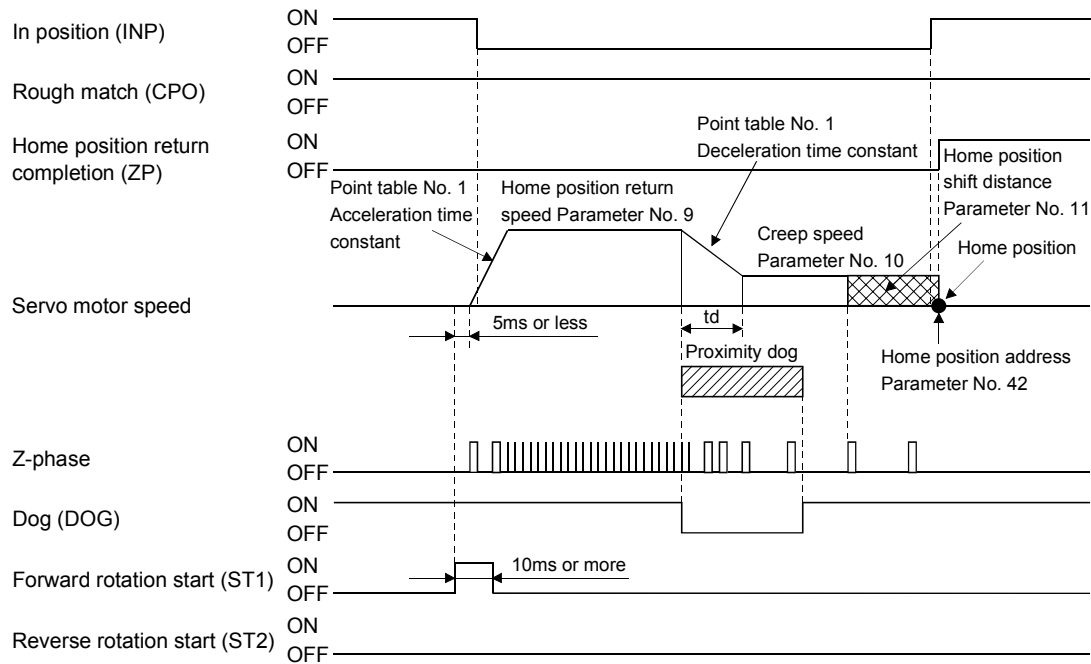 In position (INP)
ON
OFF
Rough match (CPO)
ON
OFF
Home position return
completion (ZP)
ON
OFF
Point table No. 1
Acceleration time
constant
Home position return
speed Parameter No. 9
Point table No. 1
Deceleration time constant
Creep speed
Parameter No. 10
Home position
shift distance
Parameter No. 11
Home position
Servo motor speed
5ms or less
td
Proximity dog
Home position address
Parameter No. 42
Z-phase
ON
OFF
Dog (DOG)
ON
OFF
Forward rotation start (ST1)
ON
OFF
10ms or more
Reverse rotation start (ST2)
ON
OFF